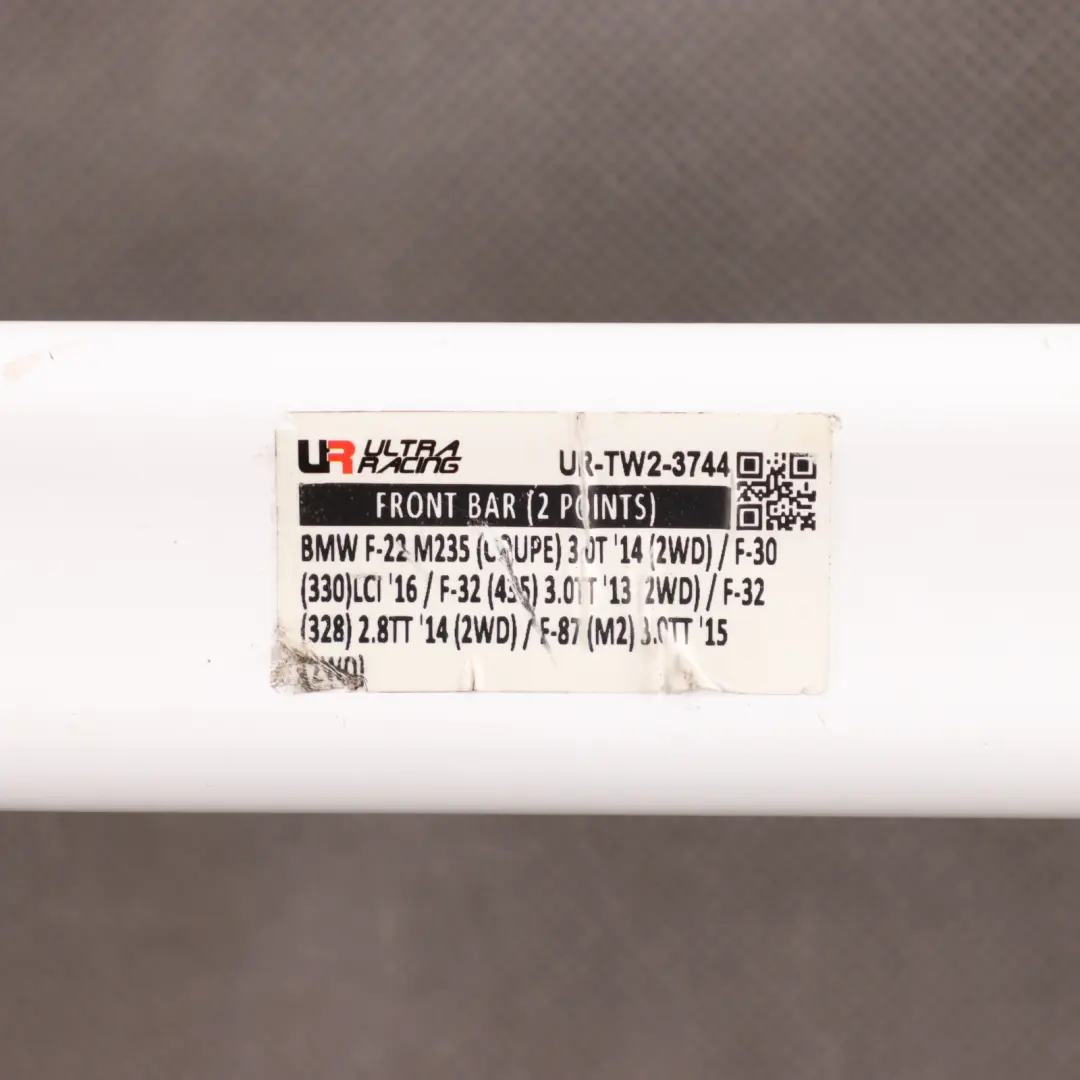 UR ULTRA RACING UR-TW2-3744
FRONT BAR (2 POINTS)
BMW F-22 M235 (COUPE) 3.0T '14 (2WD) / F-30
(330)LCI '16 / F-32 (435) 3.0TT '13 (2WD) / F-32
(328) 2.8TT '14 (2WD) / F-87 (M2) 3.0TT '15
(2WD)